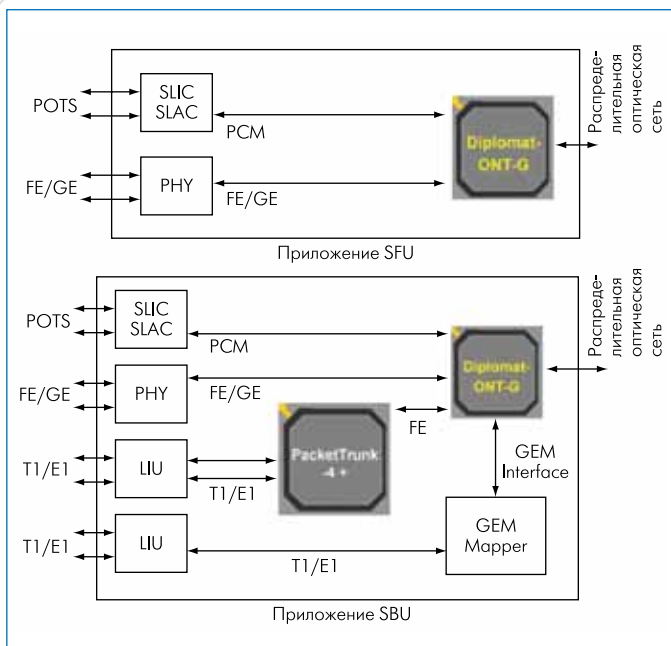 SLIC
SLAC
POTS
PCM
Diplomat-
ONT-G
Распреде-
лительная
оптическая
сеть
FE/GE
PHY
FE/GE
Приложение SFU
SLIC
SLAC
POTS
PCM
Diplomat-
ONT-G
Распреде-
лительная
оптическая
сеть
FE/GE
PHY
FE/GE
FE
PacketTrunk
-4 +
T1/E1
LIU
T1/E1
GEM
Interface
T1/E1
LIU
T1/E1
GEM
Mapper
Приложение SBU